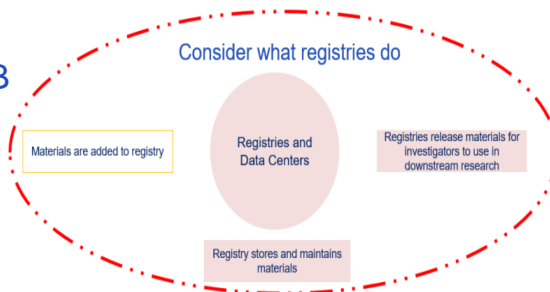 Consider what registries do
Materials are added to registry
Registries and
Data Centers
Registries release materials for
investigators to use in
downstream research
Registry stores and maintains
materials